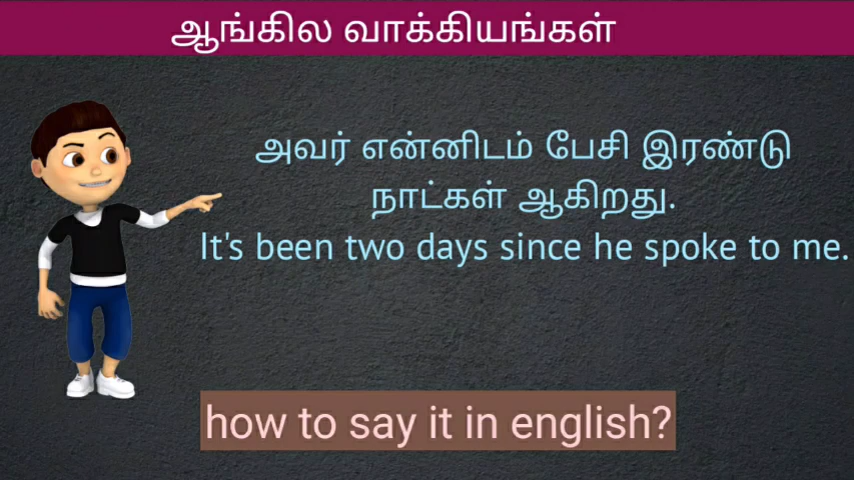 ஆங்கில வாக்கியங்கள்
அவர் என்னிடம் பேசி இரண்டு
நாட்கள் ஆகிறது.
It's been two days since he spoke to me.
how to say it in english?